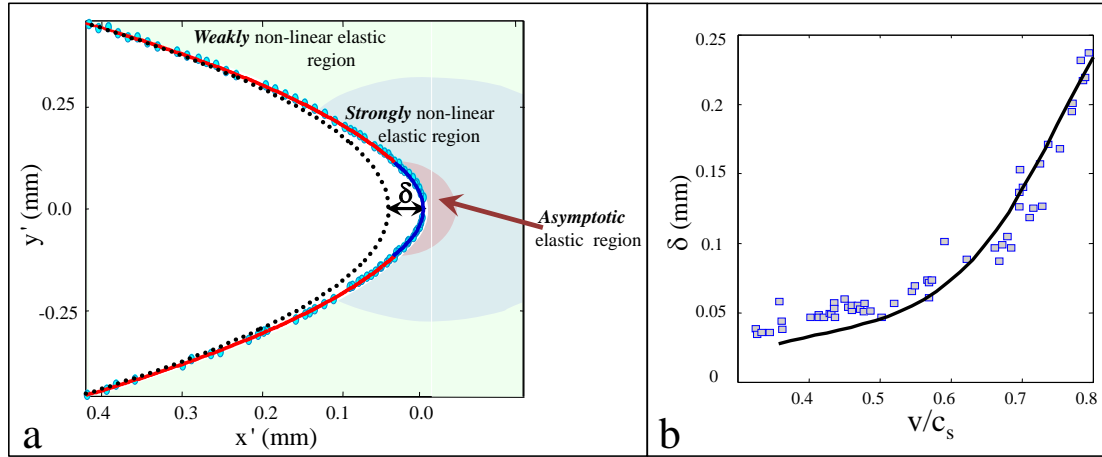 Weakly non-linear elastic
region
Strongly non-linear
elastic region
δ
Asymptotic
elastic region
y' (mm)
0.25
0.0
-0.25
0.4
0.3
0.2
0.1
0.0
x' (mm)
a
δ (mm)
0.25
0.2
0.15
0.1
0.05
0
0.4
0.5
0.6
0.7
0.8
v/cs
b